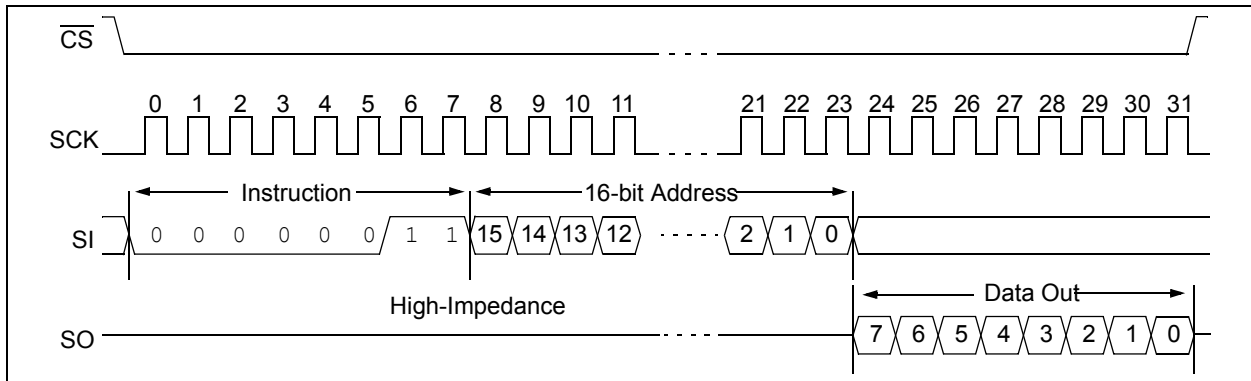 CS
0 1 2 3 4 5 6 7 8 9 10 11 21 22 23 24 25 26 27 28 29 30 31
SCK
Instruction 16-bit Address
SI 0 0 0 0 0 0 1 1 15 14 13 12 2 1 0
High-Impedance Data Out
SO 7 6 5 4 3 2 1 0